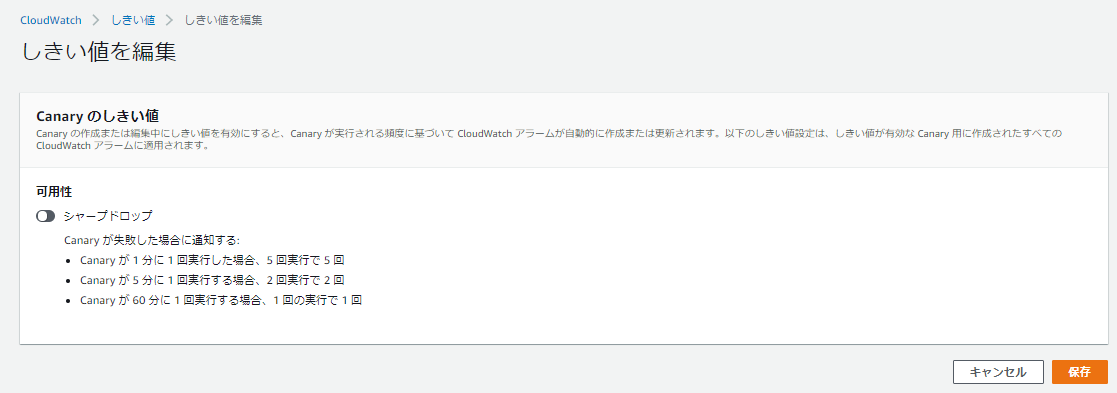 CloudWatch > しきい値 > しきい値を編集
しきい値を編集
Canary のしきい値
Canary の作成または編集中にしきい値を有効にすると、Canary が実行される頻度に基づいて CloudWatch アラームが自動的に作成または更新されます。以下のしきい値設定は、しきい値が有効な Canary 用に作成されたすべての
CloudWatch アラームに適用されます。
可用性
シャープドロップ
Canary が失敗した場合に通知する:
• Canary が 1 分に 1 回実行した場合、5 回実行で 5 回
• Canary が 5 分に 1 回実行する場合、2 回実行で 2 回
• Canary が 60 分に 1 回実行する場合、1 回の実行で 1 回
キャンセル 保存